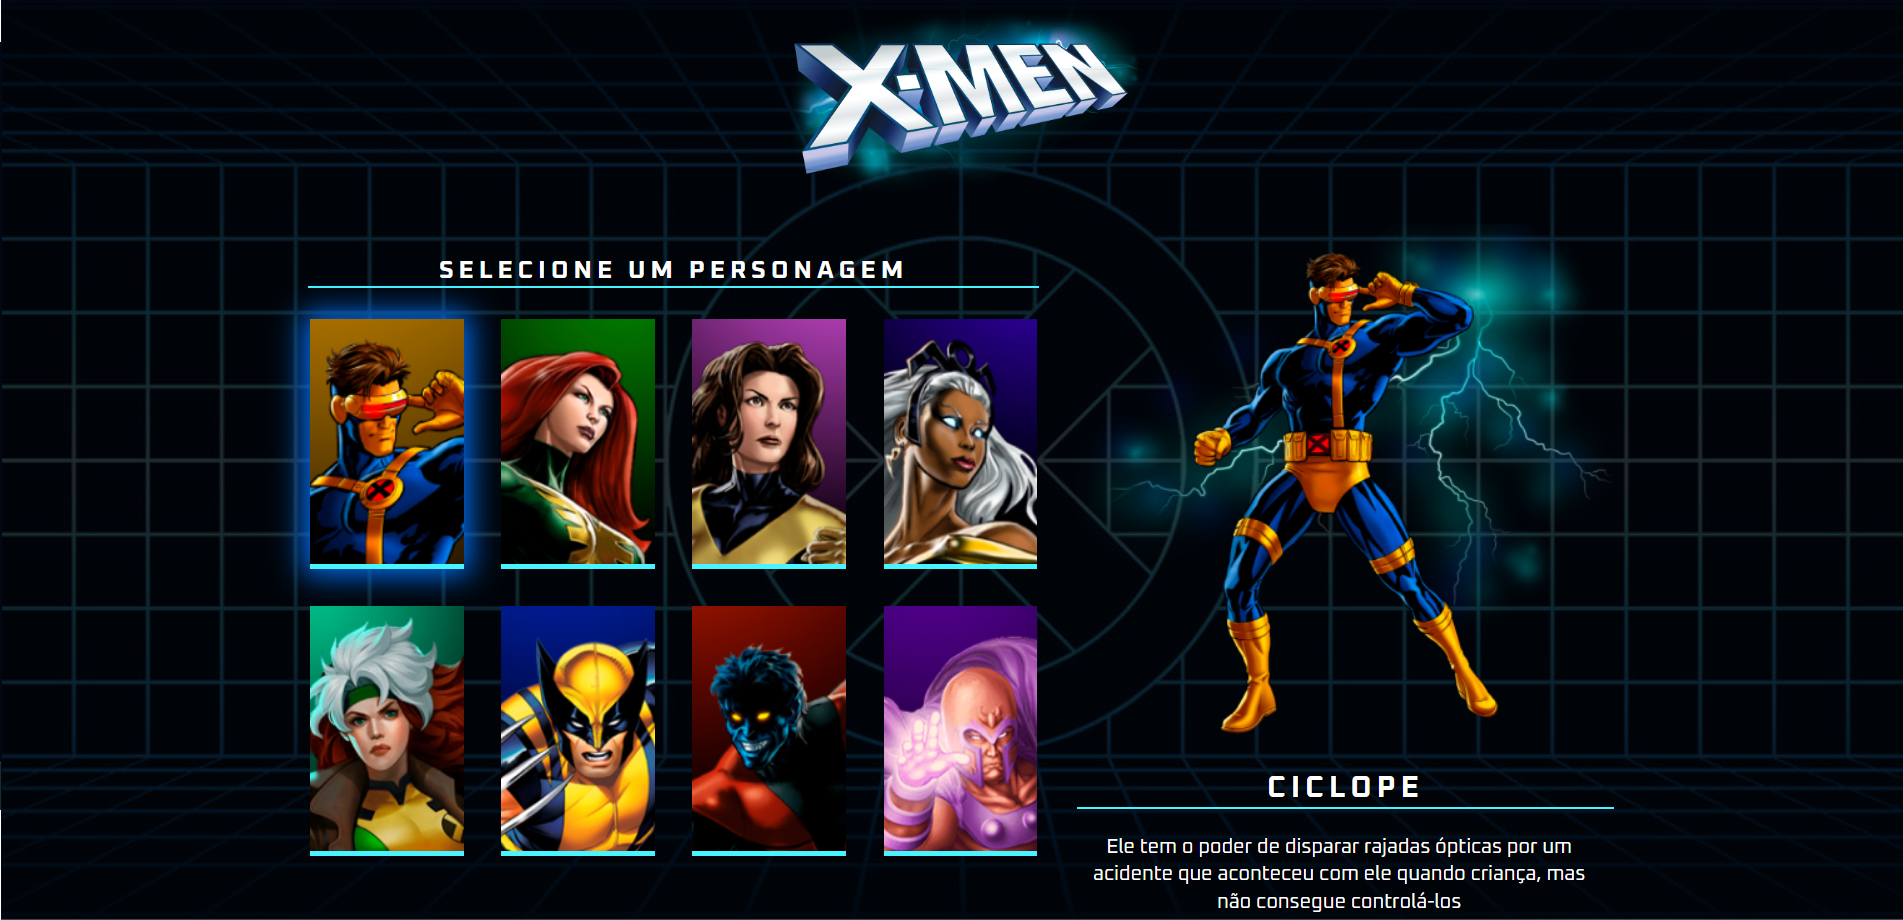 X-MEN
SELECIONE UM PERSONAGEM
CICLOPE
Ele tem o poder de disparar rajadas ópticas por um
acidente que aconteceu com ele quando criança, mas
não consegue controlá-los